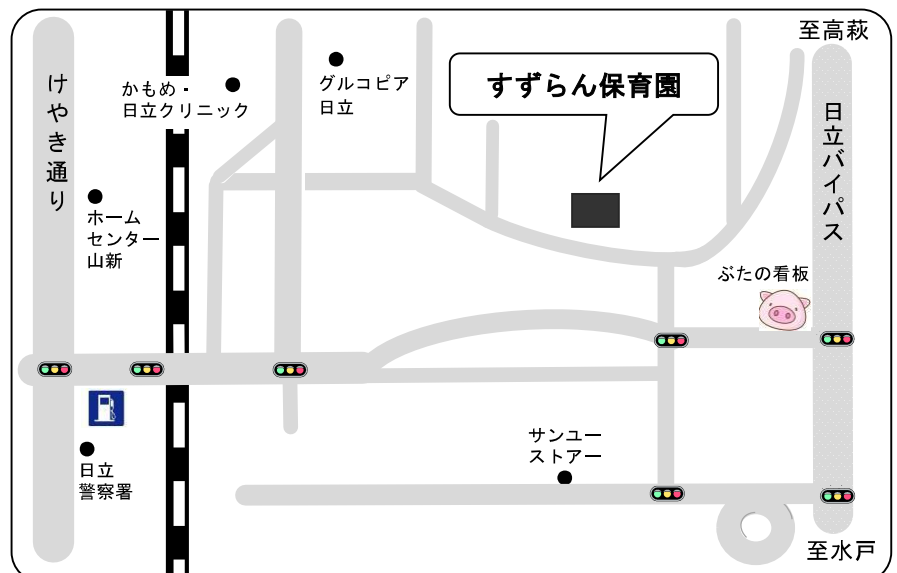 至高萩
けやき通り
かもめ・
日立クリニック
グルコピア
日立
すずらん保育園
日立バイパス
ホーム
センター
山新
ぶたの看板
サンユー
ストアー
日立
警察署
至水戸